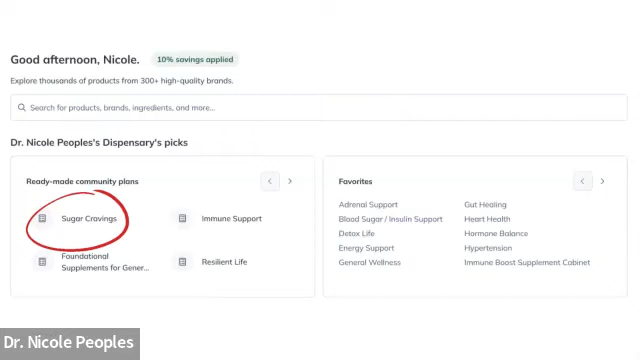 Good afternoon, Nicole. 10% savings applied
Explore thousands of products from 300+ high-quality brands.
Search for products, brands, ingredients, and more...
Dr. Nicole Peoples's Dispensary's picks
Ready-made community plans
Sugar Cravings
Immune Support
Foundational
Supplements for Gener...
Resilient Life
Favorites
Adrenal Support
Blood Sugar / Insulin Support
Detox Life
Energy Support
General Wellness
Gut Healing
Heart Health
Hormone Balance
Hypertension
Immune Boost Supplement Cabinet
Dr. Nicole Peoples